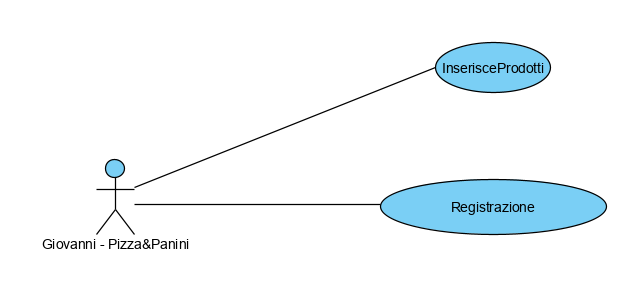 InserisceProdotti
Registrazione
Giovanni - Pizza&Panini